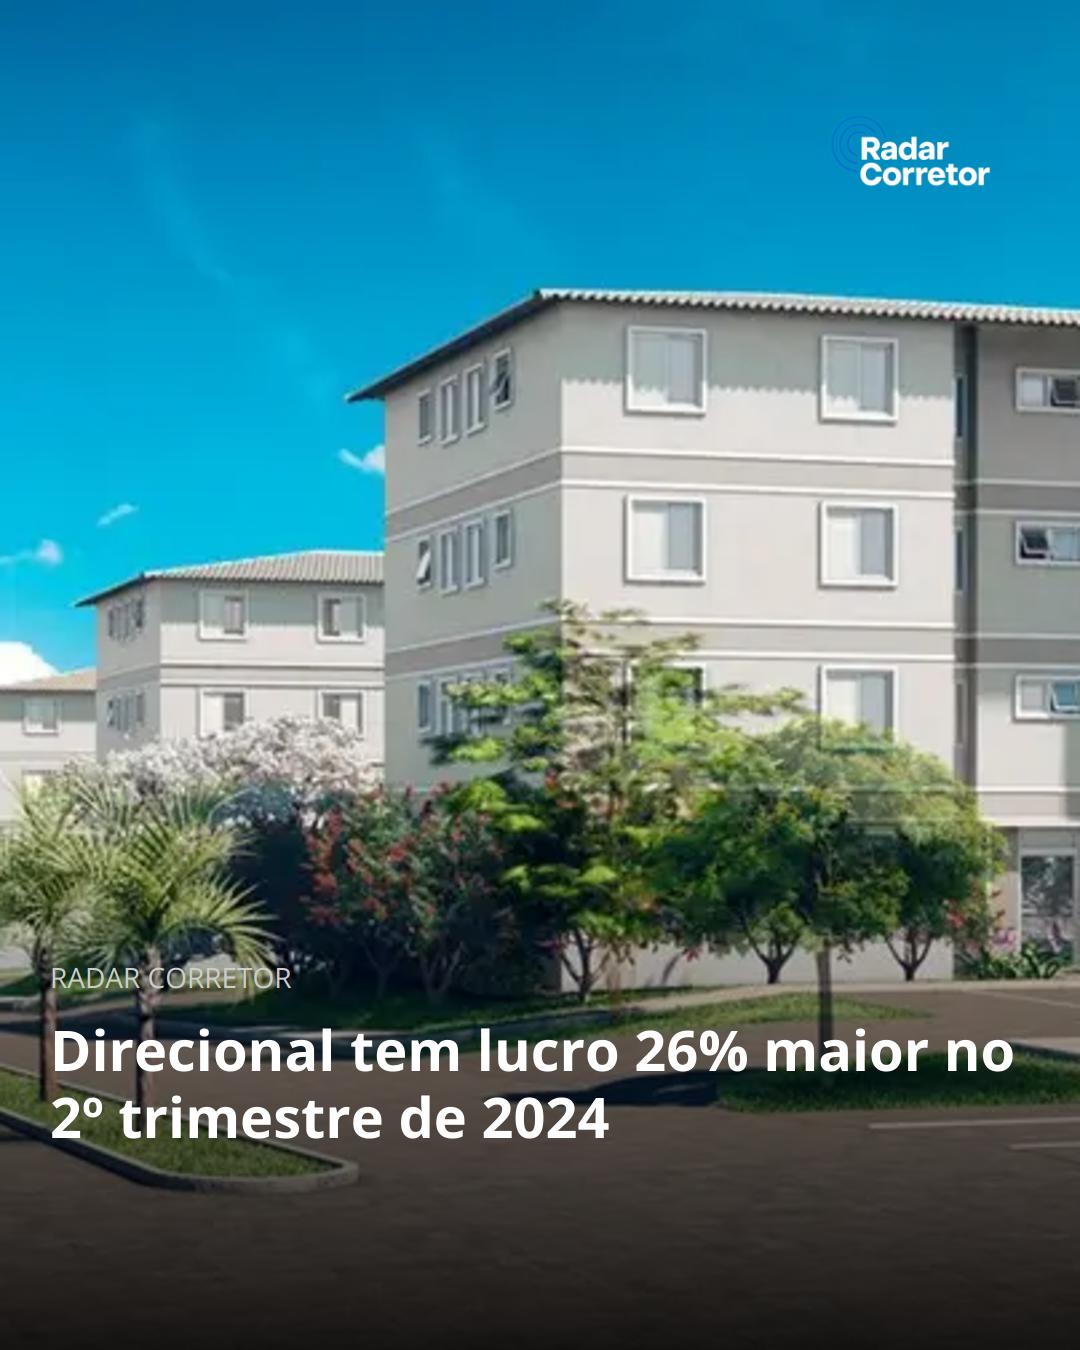 Radar
Corretor
RADAR CORRETOR
Direcional tem lucro 26% maior no
2º trimestre de 2024